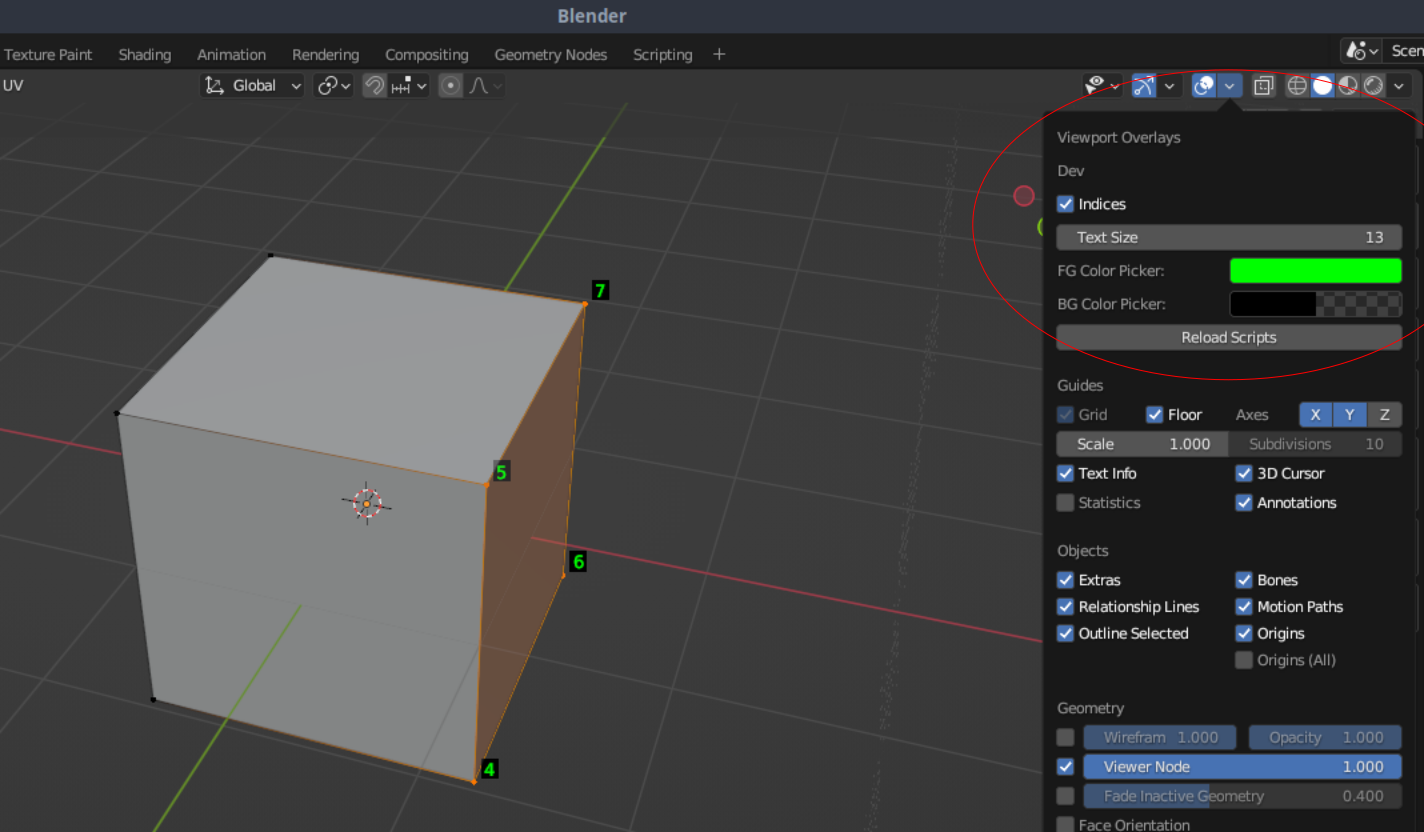 Blender
Texture Paint Shading Animation Rendering Compositing Geometry Nodes Scripting + Scen
UV Global
Viewport Overlays
Dev
Indices
Text Size 13
FG Color Picker:
BG Color Picker:
Reload Scripts
Guides
Grid Floor Axes X Y Z
Scale 1.000 Subdivisions 10
Text Info 3D Cursor
Statistics Annotations
Objects
Extras Bones
Relationship Lines Motion Paths
Outline Selected Origins
Origins (All)
Geometry
Wirefram 1.000 Opacity 1.000
Viewer Node 1.000
Fade Inactive Geometry 0.400
Face Orientation
7
5
6
4